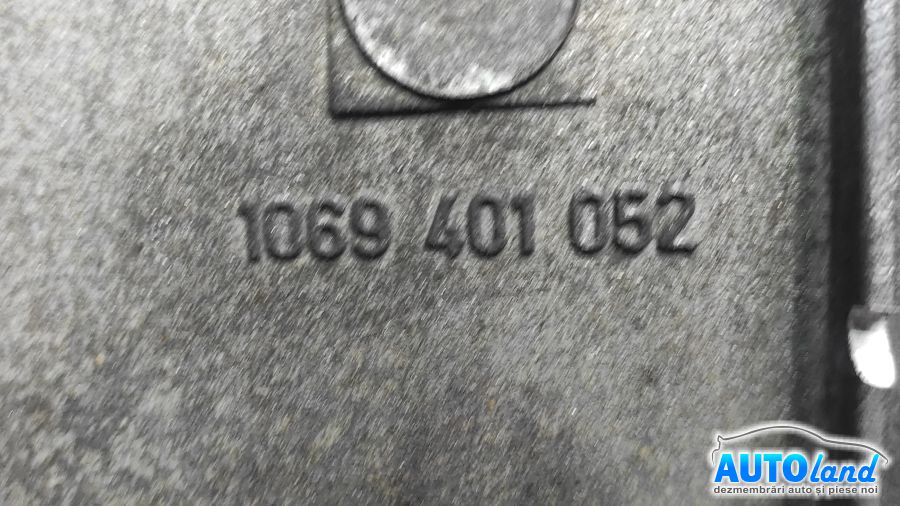 1069 401 052
AUTOland
dezmembrări auto și piese noi